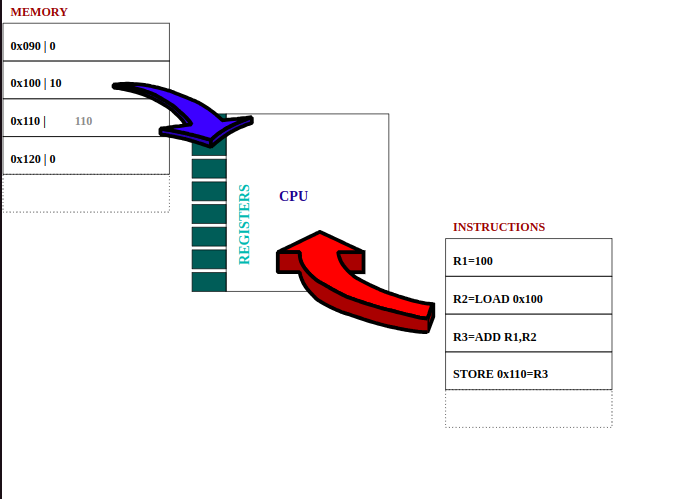 MEMORY
0x090 | 0
0x100 | 10
0x110 | 110
0x120 | 0
REGISTERS
CPU
INSTRUCTIONS
R1=100
R2=LOAD 0x100
R3=ADD R1,R2
STORE 0x110=R3